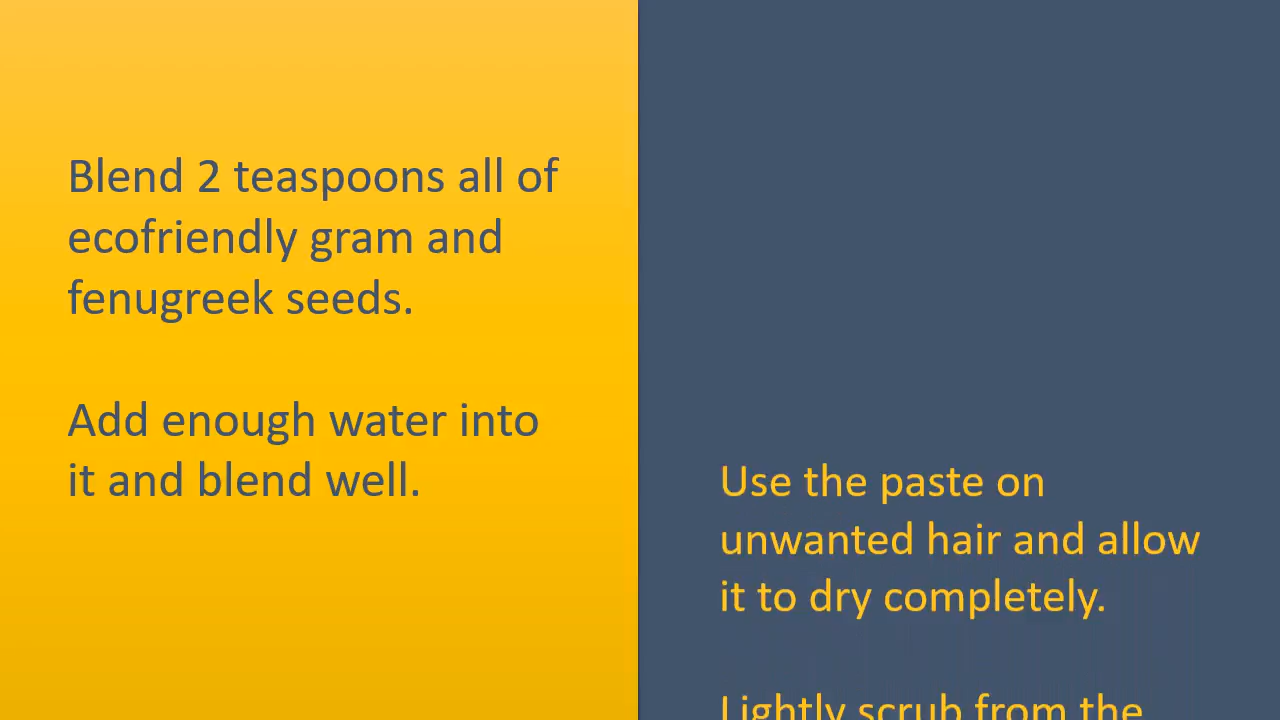 Blend 2 teaspoons all of
ecofriendly gram and
fenugreek seeds.
Add enough water into
it and blend well.
Use the paste on
unwanted hair and allow
it to dry completely.
Lightly scrub from the